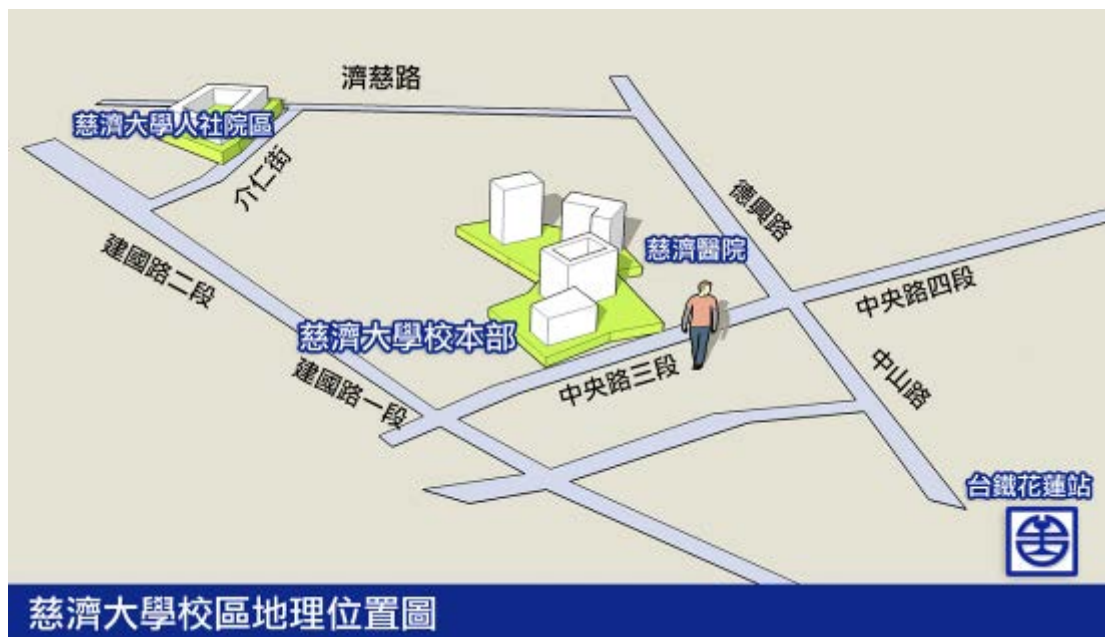 濟慈路
慈濟大學人社院區
介仁街
德興路
建國路二段
慈濟醫院
中央路四段
慈濟大學校本部
建國路一段
中央路三段
中山路
台鐵花蓮站
慈濟大學校區地理位置圖